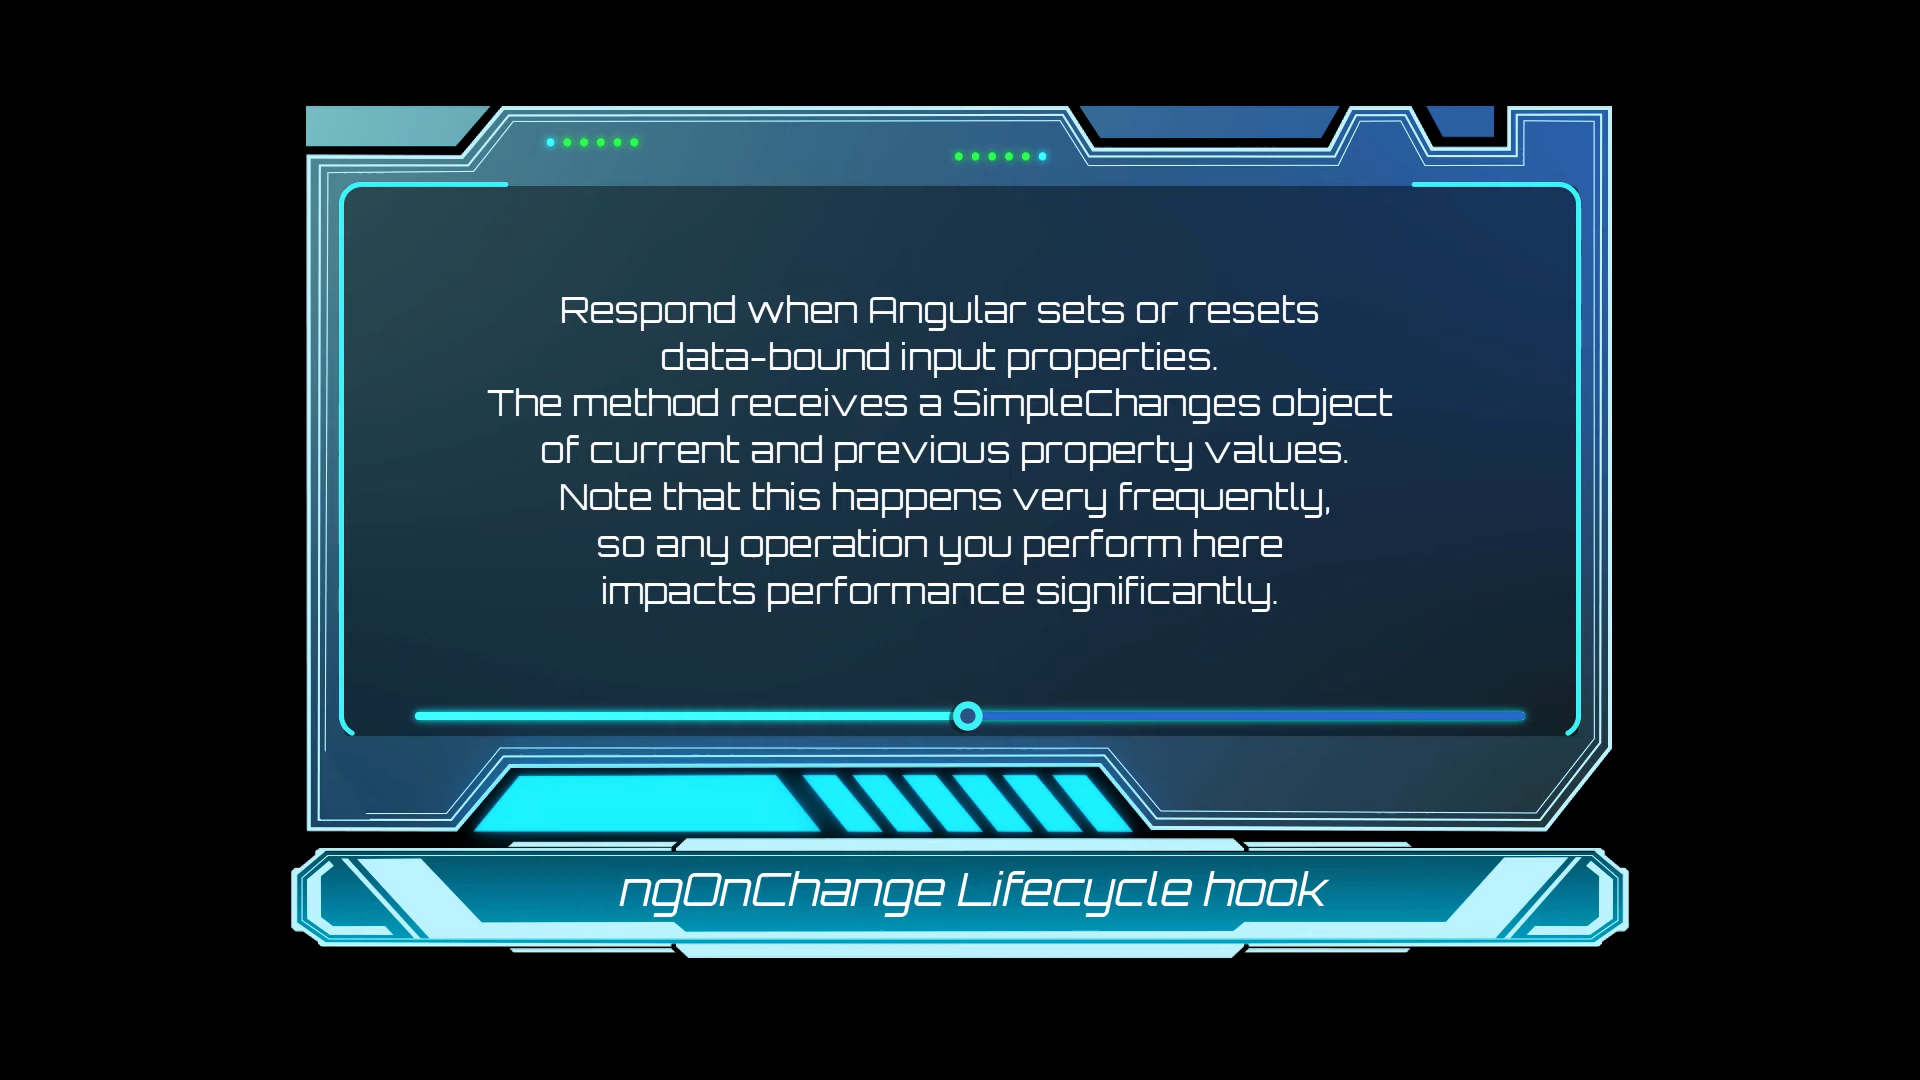 Respond when Angular sets or resets
data-bound input properties.
The method receives a SimpleChanges object
of current and previous property values.
Note that this happens very frequently,
so any operation you perform here
impacts performance significantly.
ngOnChange Lifecycle hook